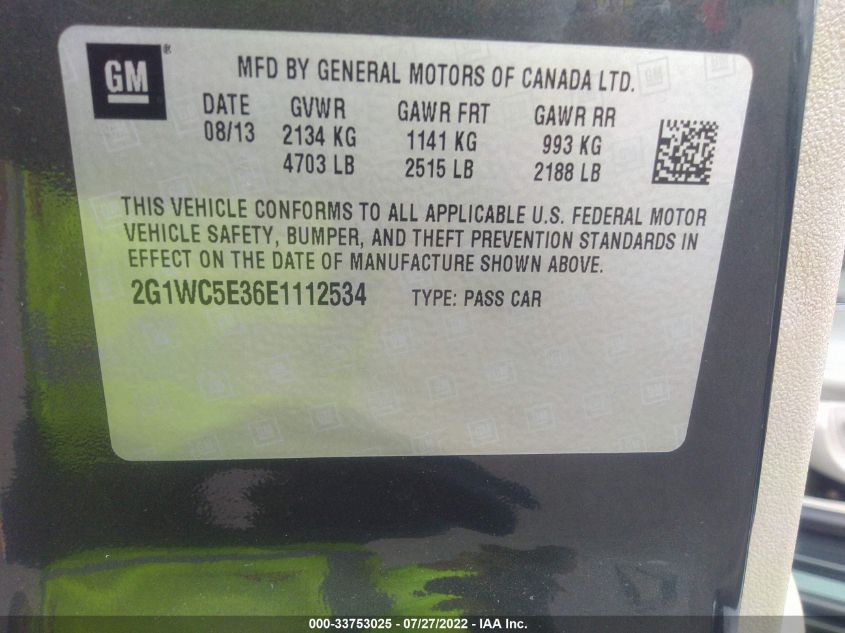 GM ®
MFD BY GENERAL MOTORS OF CANADA LTD.
DATE GVWR GAWR FRT GAWR RR
08/13 2134 KG 1141 KG 993 KG
4703 LB 2515 LB 2188 LB
THIS VEHICLE CONFORMS TO ALL APPLICABLE U.S. FEDERAL MOTOR
VEHICLE SAFETY, BUMPER, AND THEFT PREVENTION STANDARDS IN
EFFECT ON THE DATE OF MANUFACTURE SHOWN ABOVE.
2G1WC5E36E1112534 TYPE: PASS CAR
000-33753025 / 07/27/2022 — IAA Inc.